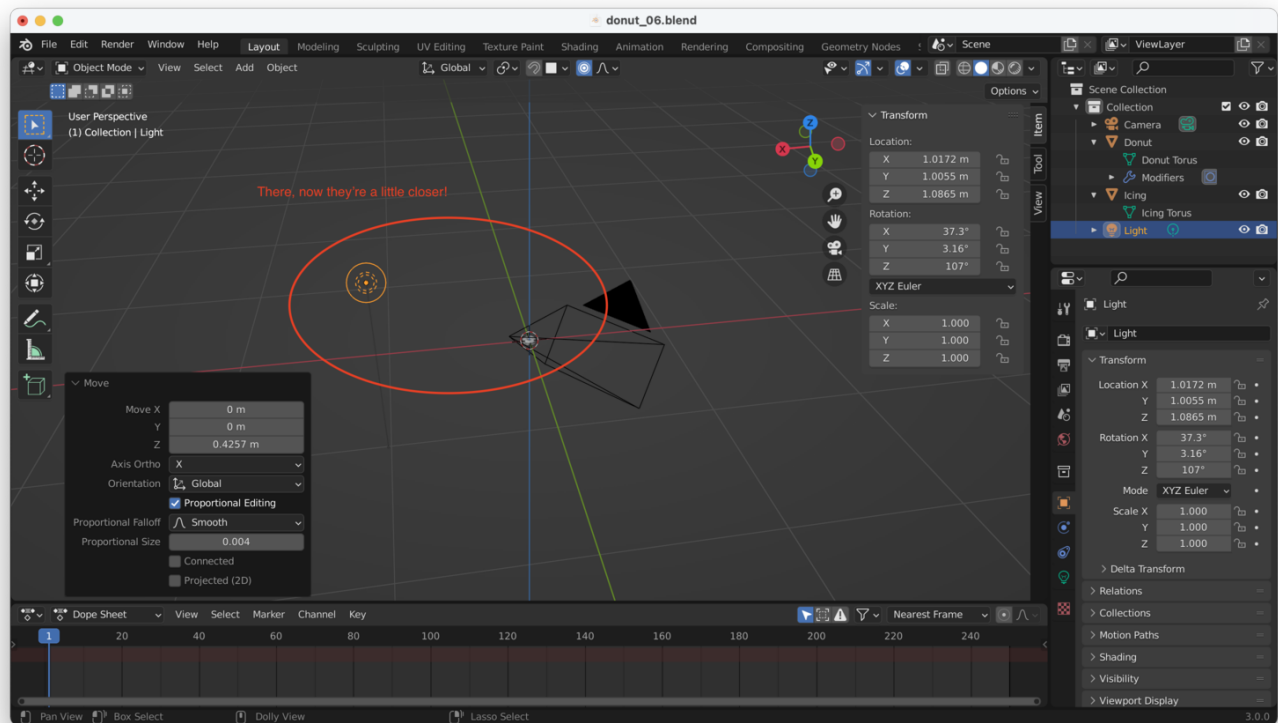 donut_06.blend
File Edit Render Window Help Layout Modeling Sculpting UV Editing Texture Paint Shading Animation Rendering Compositing Geometry Nodes Scene ViewLayer
Object Mode View Select Add Object Global
Options
User Perspective
(1) Collection | Light
There, now they're a little closer!
X
Y
Z
Transform
Location:
X 1.0172 m
Y 1.0055 m
Z 1.0865 m
Rotation:
X 37.3°
Y 3.16°
Z 107°
XYZ Euler
Scale:
X 1.000
Y 1.000
Z 1.000
Item
Tool
View
Move
Move X 0 m
Y 0 m
Z 0.4257 m
Axis Ortho X
Orientation Global
Proportional Editing
Proportional Falloff Smooth
Proportional Size 0.004
Connected
Projected (2D)
Scene Collection
Collection
Camera
Donut
Donut Torus
Modifiers
Icing
Icing Torus
Light
Light
Light
Transform
Location X 1.0172 m
Y 1.0055 m
Z 1.0865 m
Rotation X 37.3°
Y 3.16°
Z 107°
Mode XYZ Euler
Scale X 1.000
Y 1.000
Z 1.000
Delta Transform
Relations
Collections
Motion Paths
Shading
Visibility
Viewport Display
Dope Sheet View Select Marker Channel Key Nearest Frame
1 20 40 60 80 100 120 140 160 180 200 220 240
Pan View Box Select Dolly View Lasso Select 3.0.0